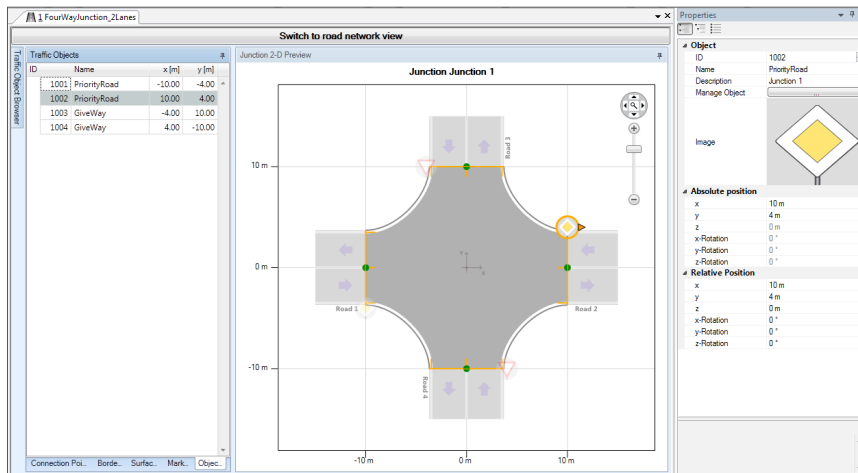 1 FourWayJunction_2Lanes
Switch to road network view
Traffic Object Browser
Traffic Objects
ID Name x [m] y [m]
1001 PriorityRoad -10.00 -4.00
1002 PriorityRoad 10.00 4.00
1003 GiveWay -4.00 10.00
1004 GiveWay 4.00 -10.00
Connection Poi.. Borde.. Surfac.. Mark.. Objec..
Junction 2-D Preview
Junction Junction 1
Road 3
10 m
0 m
Road 1
Road 2
-10 m
Road 4
-10 m 0 m 10 m
Properties
Object
ID 1002
Name PriorityRoad
Description Junction 1
Manage Object ...
Image
Absolute position
x 10 m
y 4 m
z 0 m
x-Rotation 0 °
y-Rotation 0 °
z-Rotation 0 °
Relative Position
x 10 m
y 4 m
z 0 m
x-Rotation 0 °
y-Rotation 0 °
z-Rotation 0 °